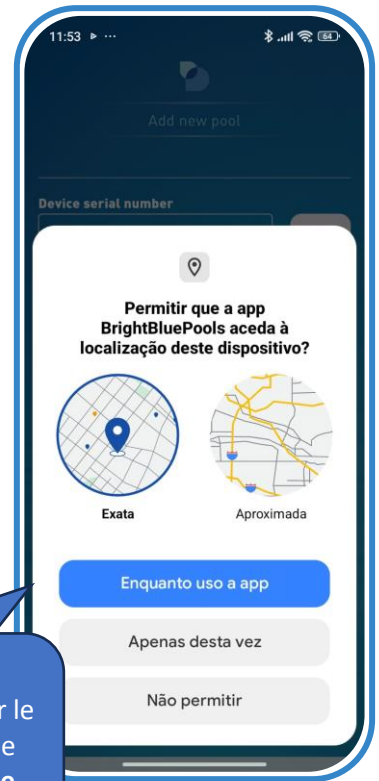 11:53
64
Add new pool
Device serial number
Permitir que a app
BrightBluePools aceda à
localização deste dispositivo?
Exata
Aproximada
Enquanto uso a app
Apenas desta vez
Não permitir
r le
e